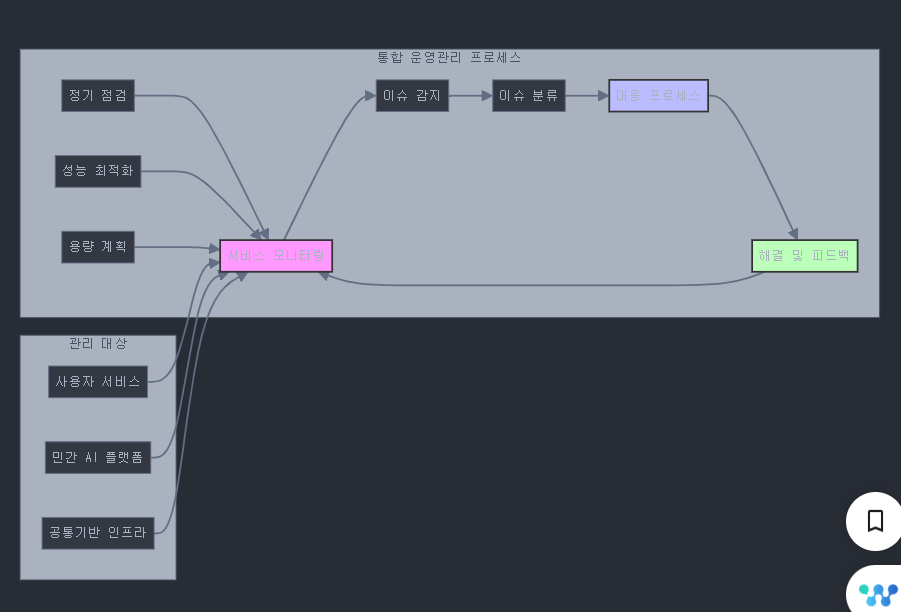 통합 운영관리 프로세스
정기 점검
이슈 감지
이슈 분류
대응 프로세스
성능 최적화
용량 계획
서비스 모니터링
해결 및 피드백
관리 대상
사용자 서비스
민간 AI 플랫폼
공통기반 인프라